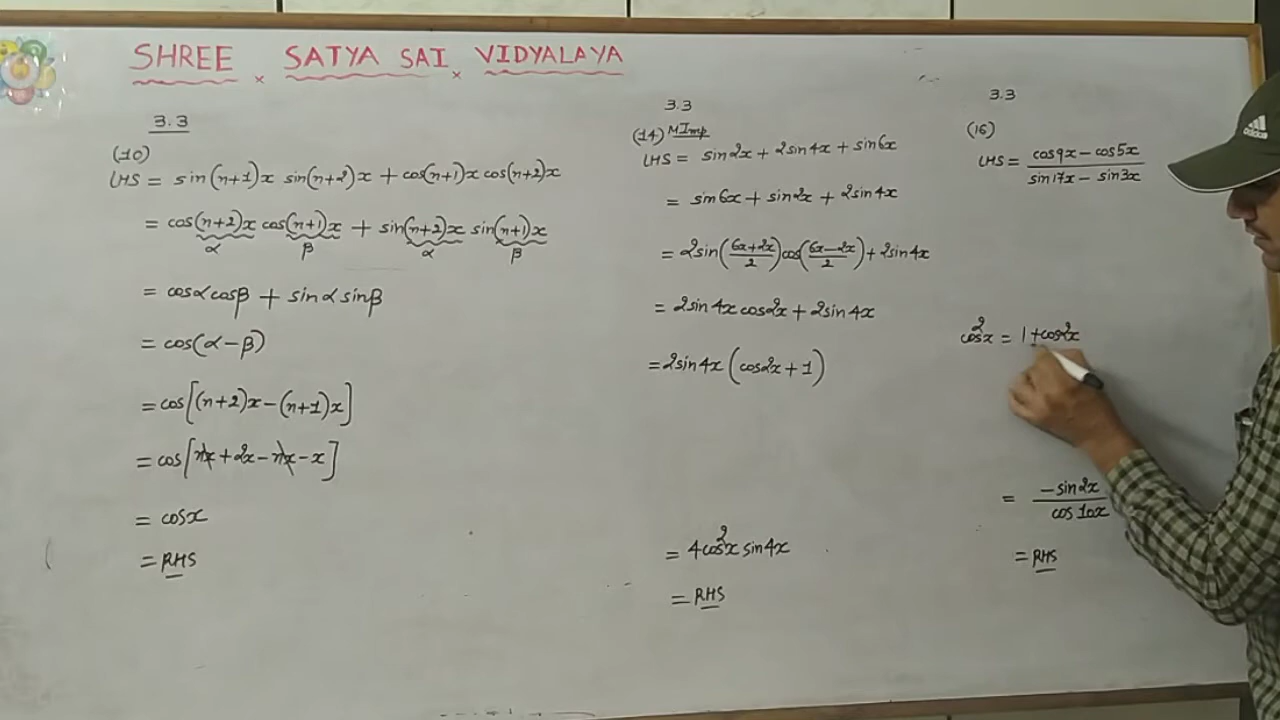 SHREE SATYA SAI VIDYALAYA
3.3
(10)
LHS = sin(n+1)x sin(n+2)x + cos(n+1)x cos(n+2)x
= cos(n+2)x cos(n+1)x + sin(n+2)x sin(n+1)x
α β α β
= cosα cosβ + sinα sinβ
= cos(α-β)
= cos[(n+2)x-(n+1)x]
= cos[nx+2x-nx-x]
= cosx
= RHS
3.3
(14) MImp
LHS = sin2x + 2sin4x + sin6x
= sin6x + sin2x + 2sin4x
= 2sin((6x+2x)/2)cos((6x-2x)/2) + 2sin4x
= 2sin4x cos2x + 2sin4x
= 2sin4x (cos2x + 1)
= 4cos²x sin4x
= RHS
3.3
(16)
LHS = (cos9x - cos5x)/(sin17x - sin3x)
cos²x = 1+cos2x
= -sin2x/cos10x
= RHS